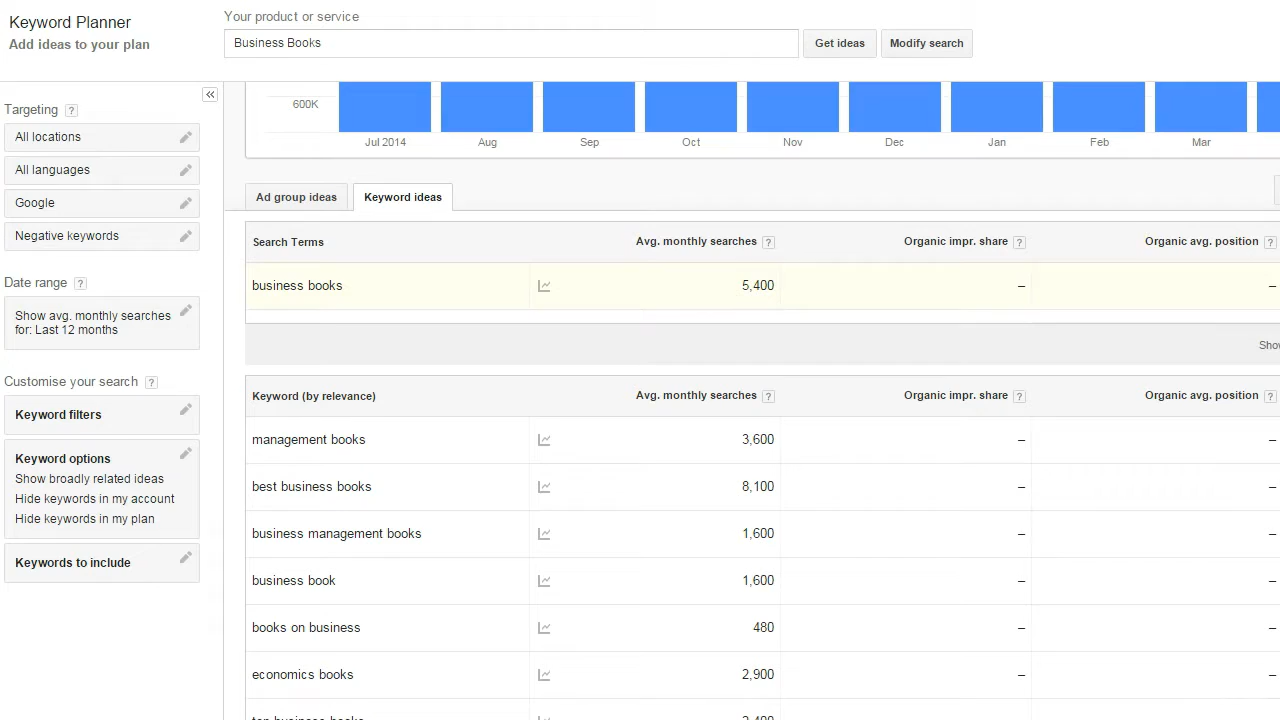 Keyword Planner
Add ideas to your plan
Your product or service
Business Books
Get ideas
Modify search
Targeting ?
All locations
All languages
Google
Negative keywords
Date range ?
Show avg. monthly searches
for: Last 12 months
Customise your search ?
Keyword filters
Keyword options
Show broadly related ideas
Hide keywords in my account
Hide keywords in my plan
Keywords to include
600K
Jul 2014 Aug Sep Oct Nov Dec Jan Feb Mar
Ad group ideas Keyword ideas
Search Terms Avg. monthly searches ? Organic impr. share ? Organic avg. position ?
business books 5,400 – –
Keyword (by relevance) Avg. monthly searches ? Organic impr. share ? Organic avg. position ?
management books 3,600 – –
best business books 8,100 – –
business management books 1,600 – –
business book 1,600 – –
books on business 480 – –
economics books 2,900 – –